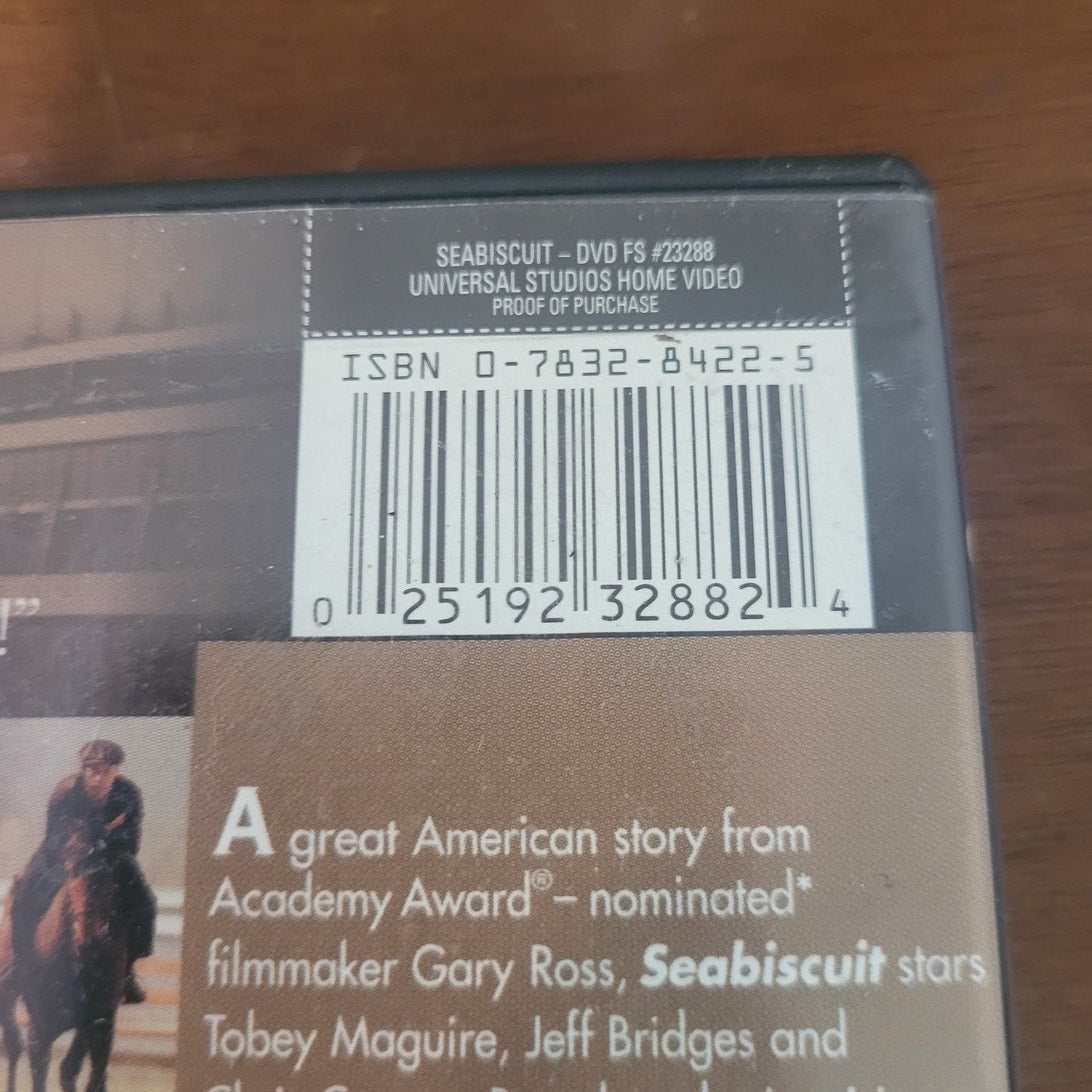 SEABISCUIT – DVD FS #23288
UNIVERSAL STUDIOS HOME VIDEO
PROOF OF PURCHASE
ISBN 0-7832-8422-5
0 25192 32882 4
!”
A great American story from
Academy Award®– nominated*
filmmaker Gary Ross, Seabiscuit stars
Tobey Maguire, Jeff Bridges and